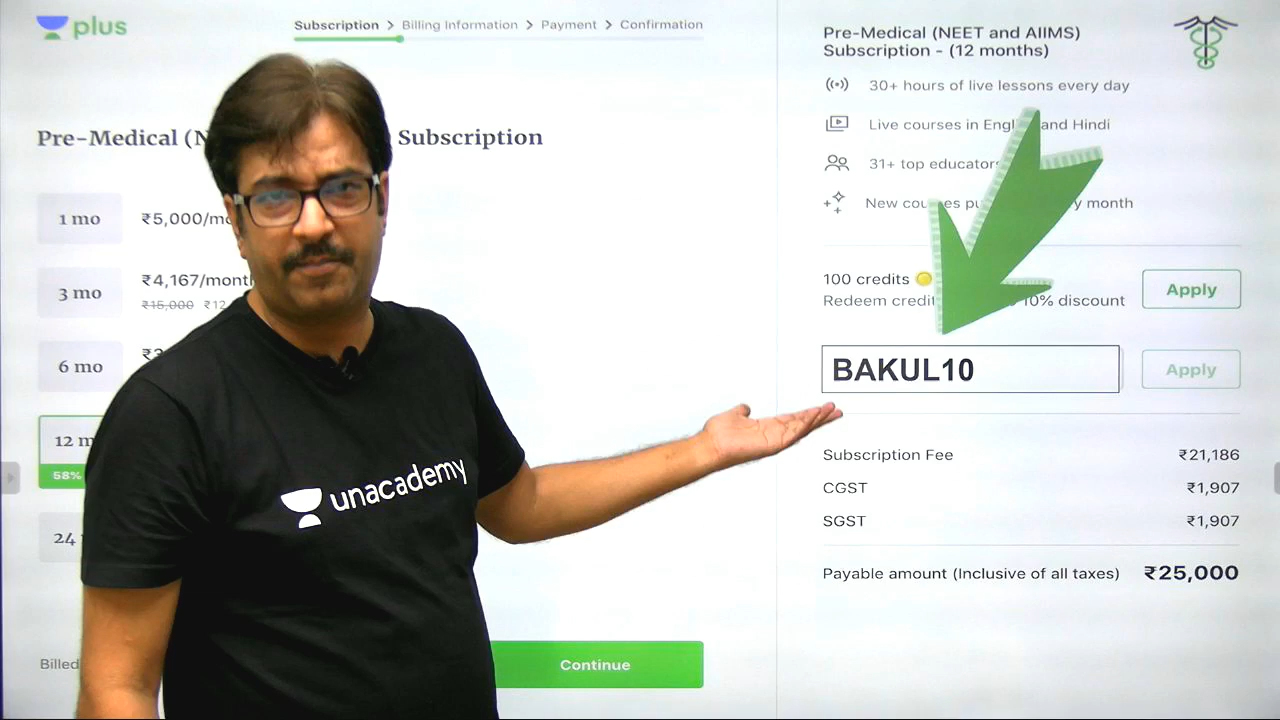 plus
Subscription > Billing Information > Payment > Confirmation
Pre-Medical Subscription
1 mo ₹5,000
3 mo ₹4,167/month
₹15,000
6 mo
12
58%
24
Billed
Continue
unacademy
Pre-Medical (NEET and AIIMS)
Subscription - (12 months)
30+ hours of live lessons every day
Live courses in and Hindi
31+ top educators
New month
100 credits
Redeem 10% discount
Apply
BAKUL10
Apply
Subscription Fee ₹21,186
CGST ₹1,907
SGST ₹1,907
Payable amount (Inclusive of all taxes) ₹25,000